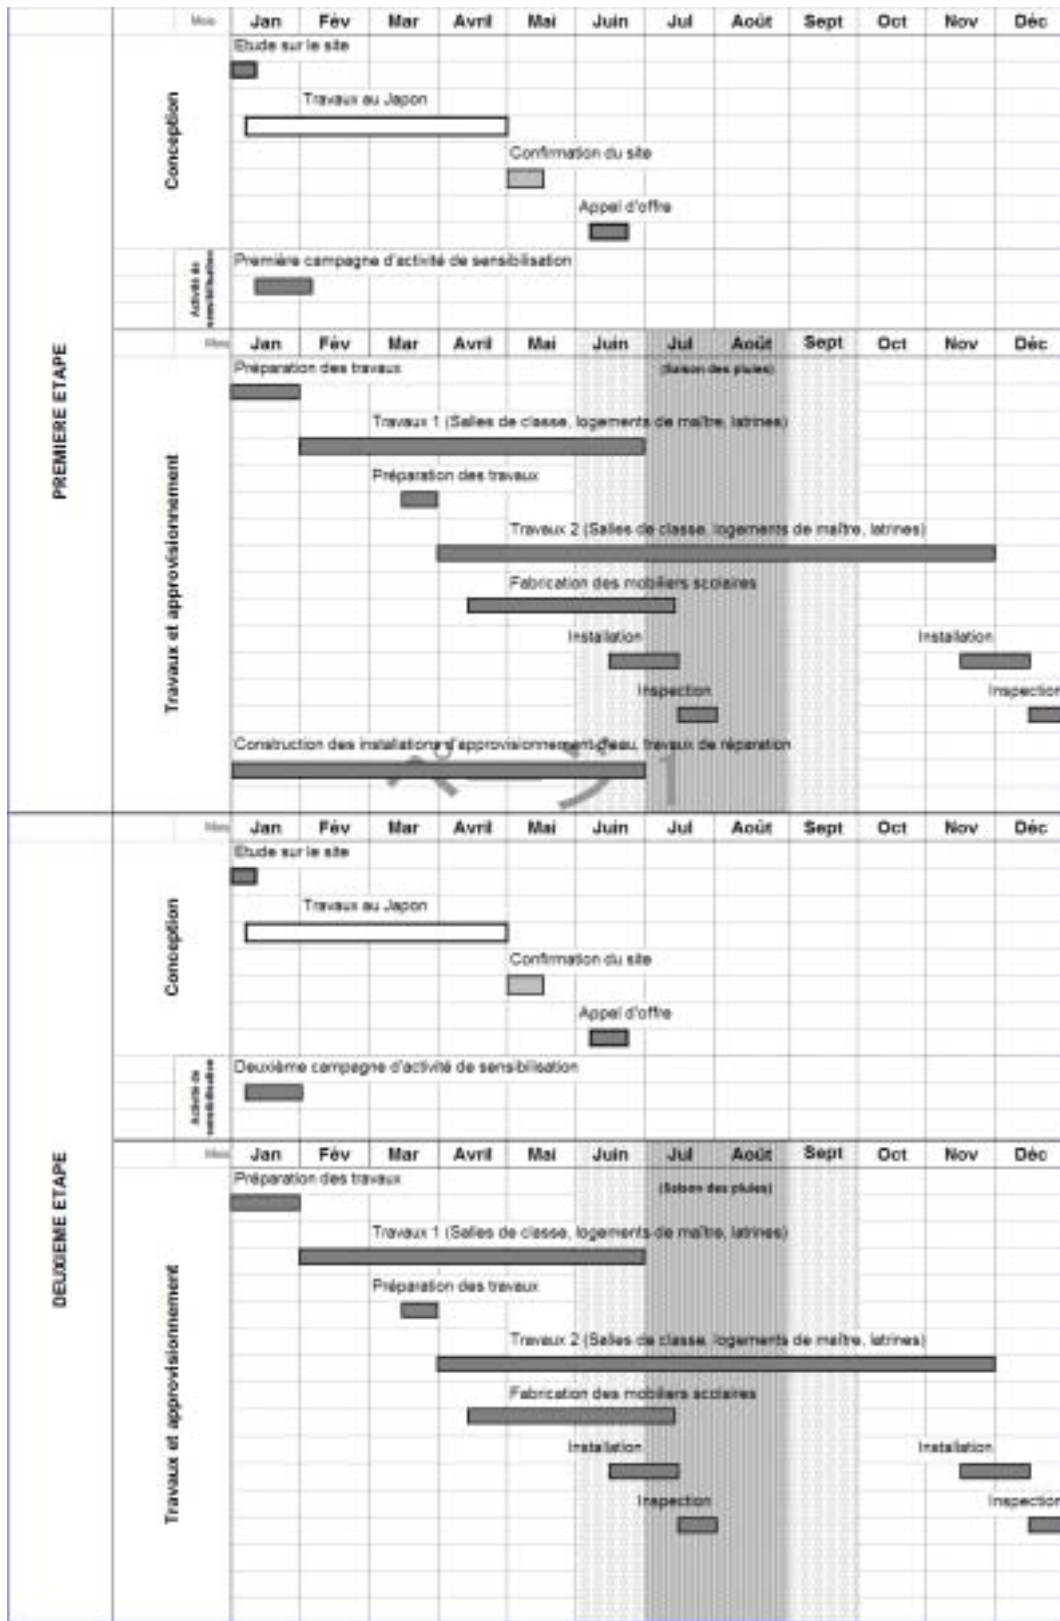 Mois Jan Fév Mar Avril Mai Juin Jul Août Sept Oct Nov Déc
PREMIERE ETAPE
Conception
Etude sur le site
Travaux au Japon
Confirmation du site
Appel d'offre
Activité de sensibilisation
Première campagne d'activité de sensibilisation
Mois Jan Fév Mar Avril Mai Juin Jul Août Sept Oct Nov Déc
Travaux et approvisionnement
Préparation des travaux
(Saison des pluies)
Travaux 1 (Salles de classe, logements de maître, latrines)
Préparation des travaux
Travaux 2 (Salles de classe, logements de maître, latrines)
Fabrication des mobiliers scolaires
Installation Installation
Inspection Inspection
Construction des installations d'approvisionnement d'eau, travaux de réparation
Mois Jan Fév Mar Avril Mai Juin Jul Août Sept Oct Nov Déc
DEUXIEME ETAPE
Conception
Etude sur le site
Travaux au Japon
Confirmation du site
Appel d'offre
Activité de sensibilisation
Deuxième campagne d'activité de sensibilisation
Mois Jan Fév Mar Avril Mai Juin Jul Août Sept Oct Nov Déc
Travaux et approvisionnement
Préparation des travaux
(Saison des pluies)
Travaux 1 (Salles de classe, logements de maître, latrines)
Préparation des travaux
Travaux 2 (Salles de classe, logements de maître, latrines)
Fabrication des mobiliers scolaires
Installation Installation
Inspection Inspection